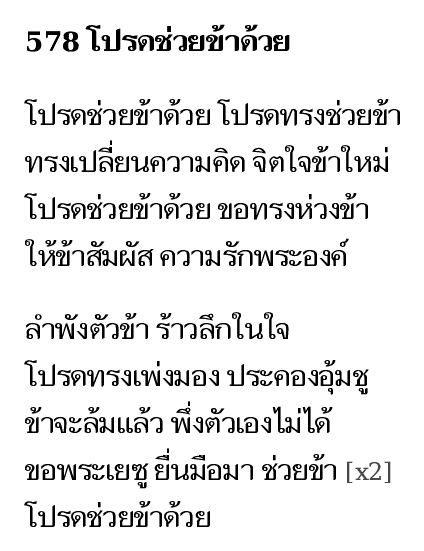 578 โปรดช่วยข้าด้วย
โปรดช่วยข้าด้วย โปรดทรงช่วยข้า
ทรงเปลี่ยนความคิด จิตใจข้าใหม่
โปรดช่วยข้าด้วย ขอทรงห่วงข้า
ให้ข้าสัมผัส ความรักพระองค์
ลำพังตัวข้า ร้าวลึกในใจ
โปรดทรงเพ่งมอง ประคองอุ้มชู
ข้าจะล้มแล้ว พึ่งตัวเองไม่ได้
ขอพระเยซู ยื่นมือมา ช่วยข้า [x2]
โปรดช่วยข้าด้วย